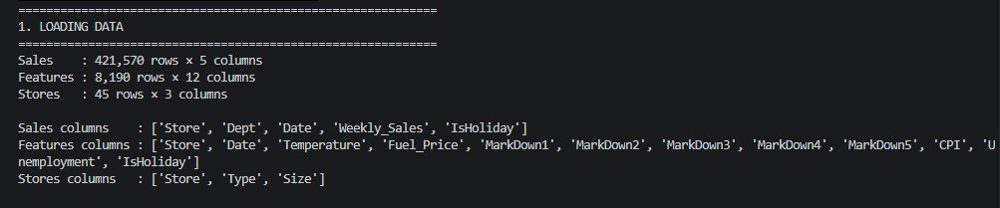 ============================================================
1. LOADING DATA
============================================================
Sales    : 421,570 rows × 5 columns
Features : 8,190 rows × 12 columns
Stores   : 45 rows × 3 columns

Sales columns    : ['Store', 'Dept', 'Date', 'Weekly_Sales', 'IsHoliday']
Features columns : ['Store', 'Date', 'Temperature', 'Fuel_Price', 'MarkDown1', 'MarkDown2', 'MarkDown3', 'MarkDown4', 'MarkDown5', 'CPI', 'U
nemployment', 'IsHoliday']
Stores columns   : ['Store', 'Type', 'Size']